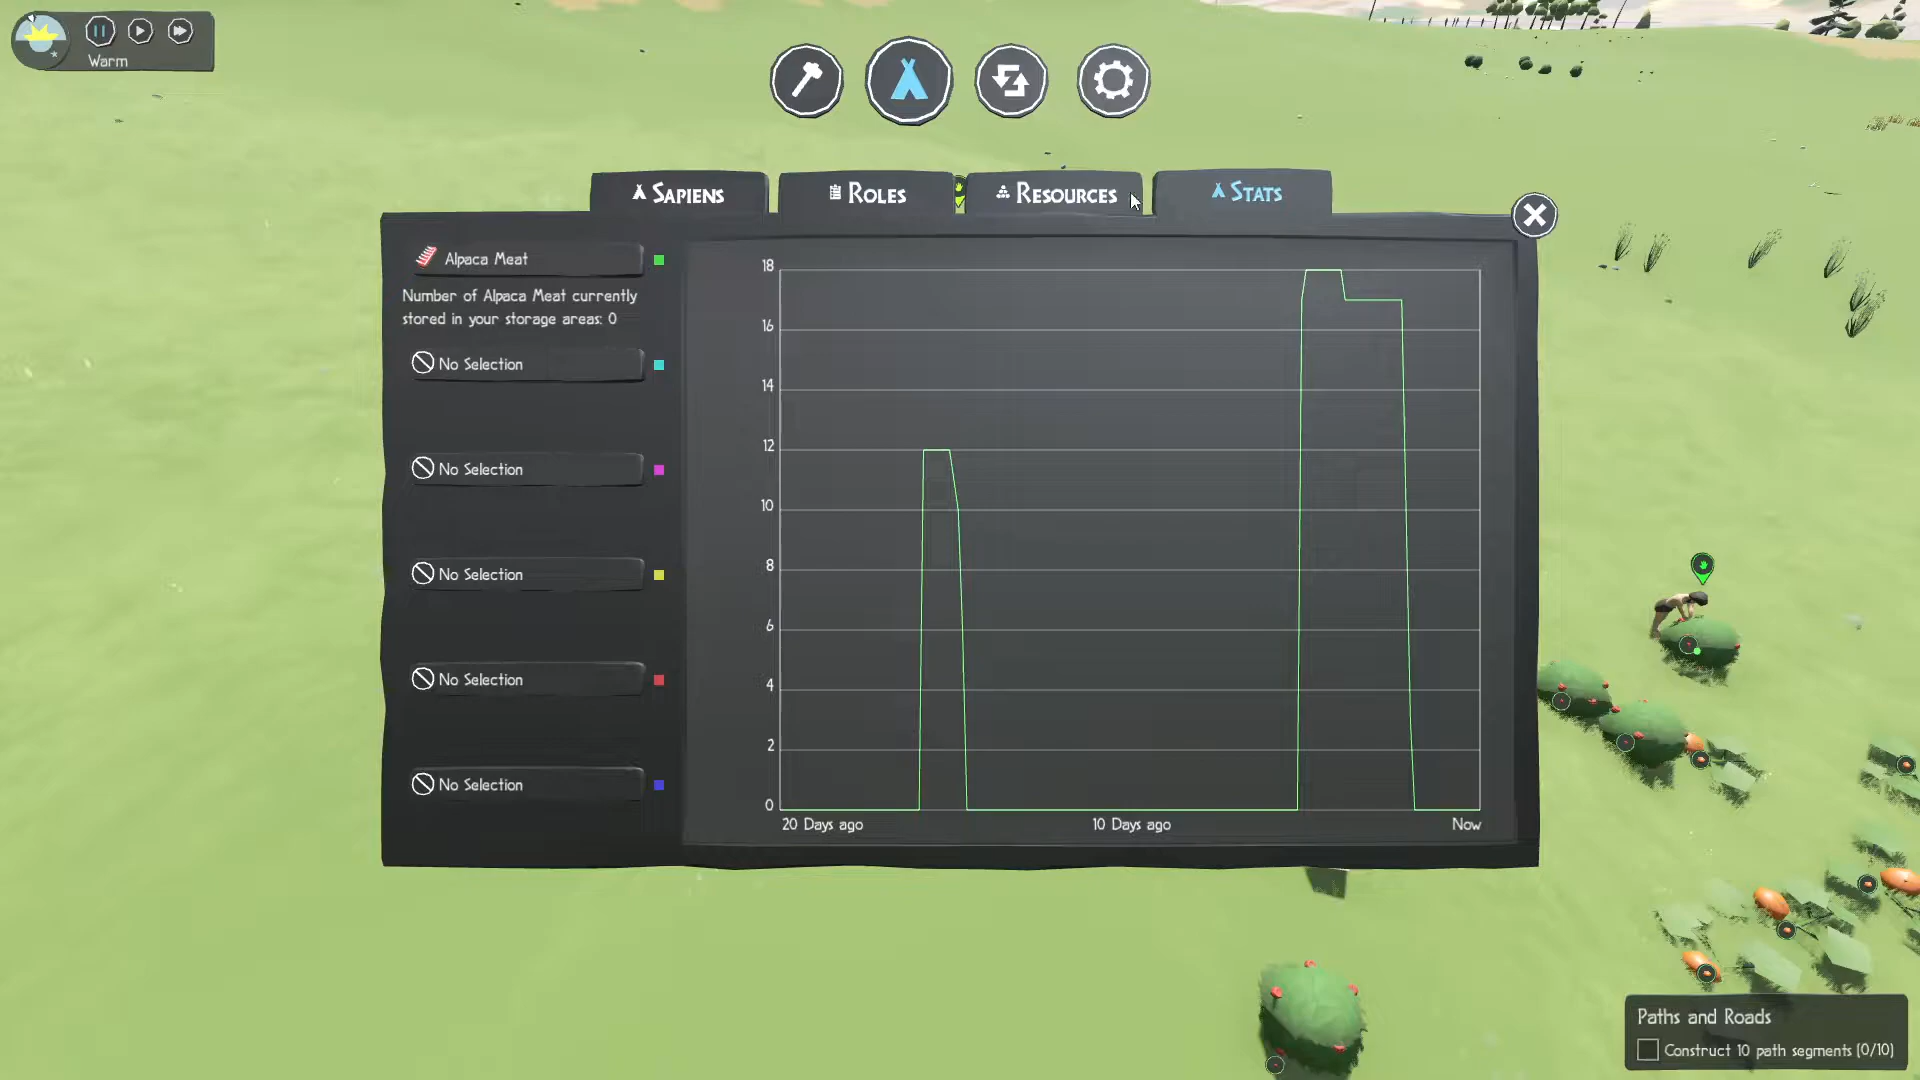 Warm
Sapiens
Roles
Resources
Stats
Alpaca Meat
Number of Alpaca Meat currently
stored in your storage areas: 0
No Selection
No Selection
No Selection
No Selection
No Selection
18
16
14
12
10
8
6
4
2
0
20 Days ago
10 Days ago
Now
Paths and Roads
Construct 10 path segments (0/10)